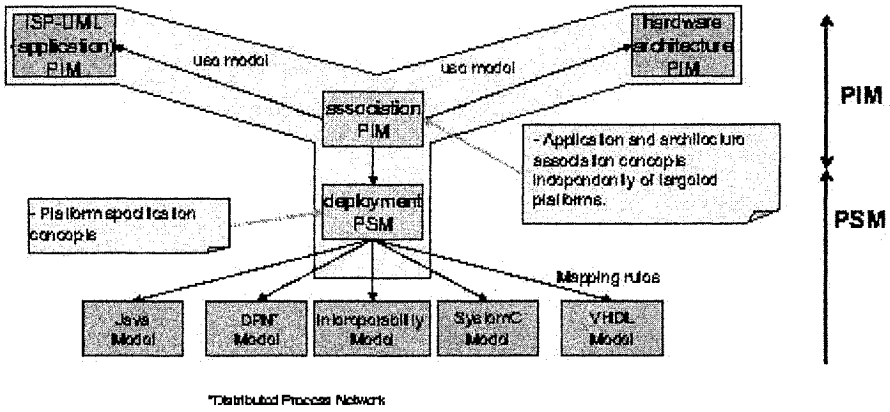 ISP-UML
(application)
PIM
hardware
architecture
PIM
use model
use model
association
PIM
PIM
- Application and architecture
association concepts
independently of targeted
platforms.
deployment
PSM
- Platform specification
concepts
PSM
Mapping rules
Java
Model
DPN*
Model
Interoperability
Model
SystemC
Model
VHDL
Model
*Distributed Process Network